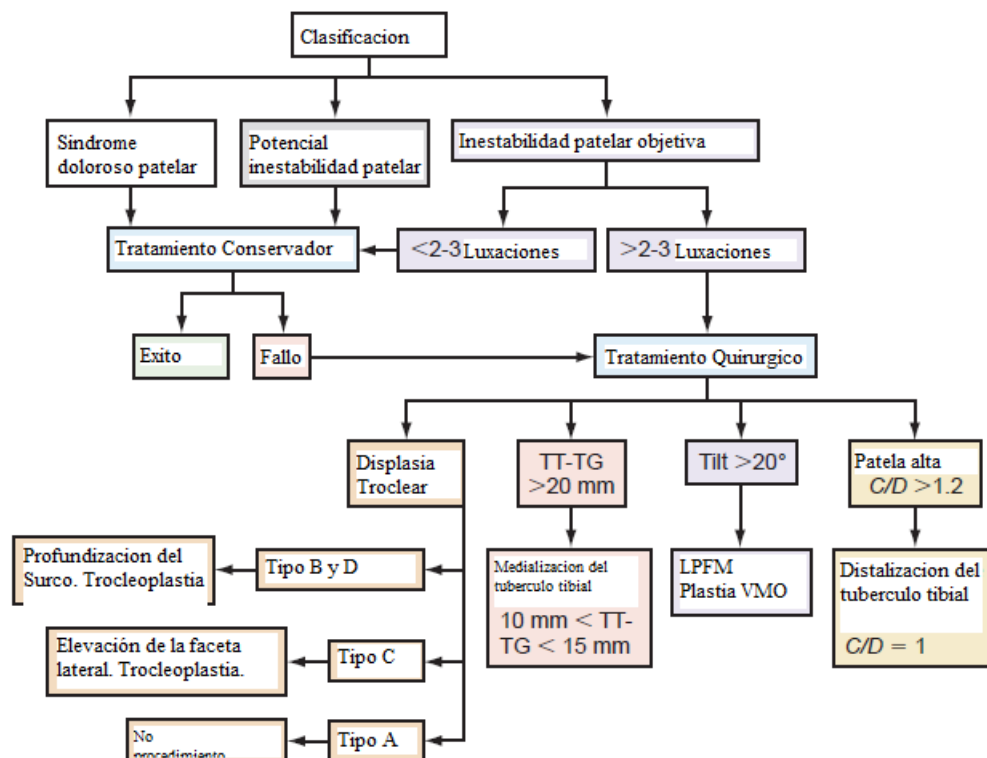 Clasificacion
Sindrome
doloroso patelar
Potencial
inestabilidad patelar
Inestabilidad patelar objetiva
Tratamiento Conservador
<2-3 Luxaciones
>2-3 Luxaciones
Exito
Fallo
Tratamiento Quirurgico
Displasia
Troclear
TT-TG
>20 mm
Tilt >20°
Patela alta
C/D >1.2
Profundizacion del
Surco. Trocleoplastia
Tipo B y D
Medializacion del
tuberculo tibial
10 mm < TT-
TG < 15 mm
LPFM
Plastia VMO
Distalizacion del
tuberculo tibial
C/D = 1
Elevación de la faceta
lateral. Trocleoplastia.
Tipo C
No
procedimiento
Tipo A